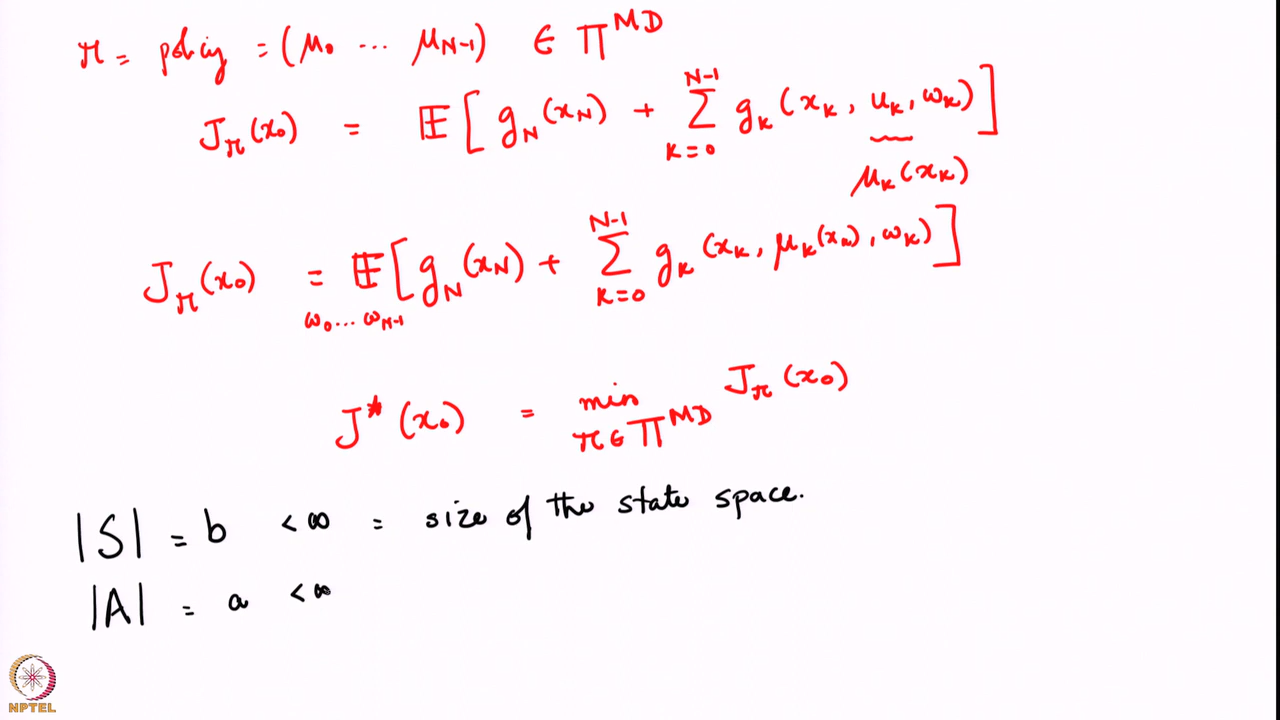 π = policy = (μ₀ ... μ_{N-1}) ∈ Π^{MD}
J_π(x₀) = 𝔼[ g_N(x_N) + Σ_{k=0}^{N-1} g_k(x_k, u_k, ω_k) ]
μ_k(x_k)
J_π(x₀) = 𝔼_{ω₀...ω_{N-1}}[ g_N(x_N) + Σ_{k=0}^{N-1} g_k(x_k, μ_k(x_k), ω_k) ]
J*(x₀) = min_{π∈Π^{MD}} J_π(x₀)
|S| = b < ∞ = size of the state space.
|A| = a < ∞
NPTEL